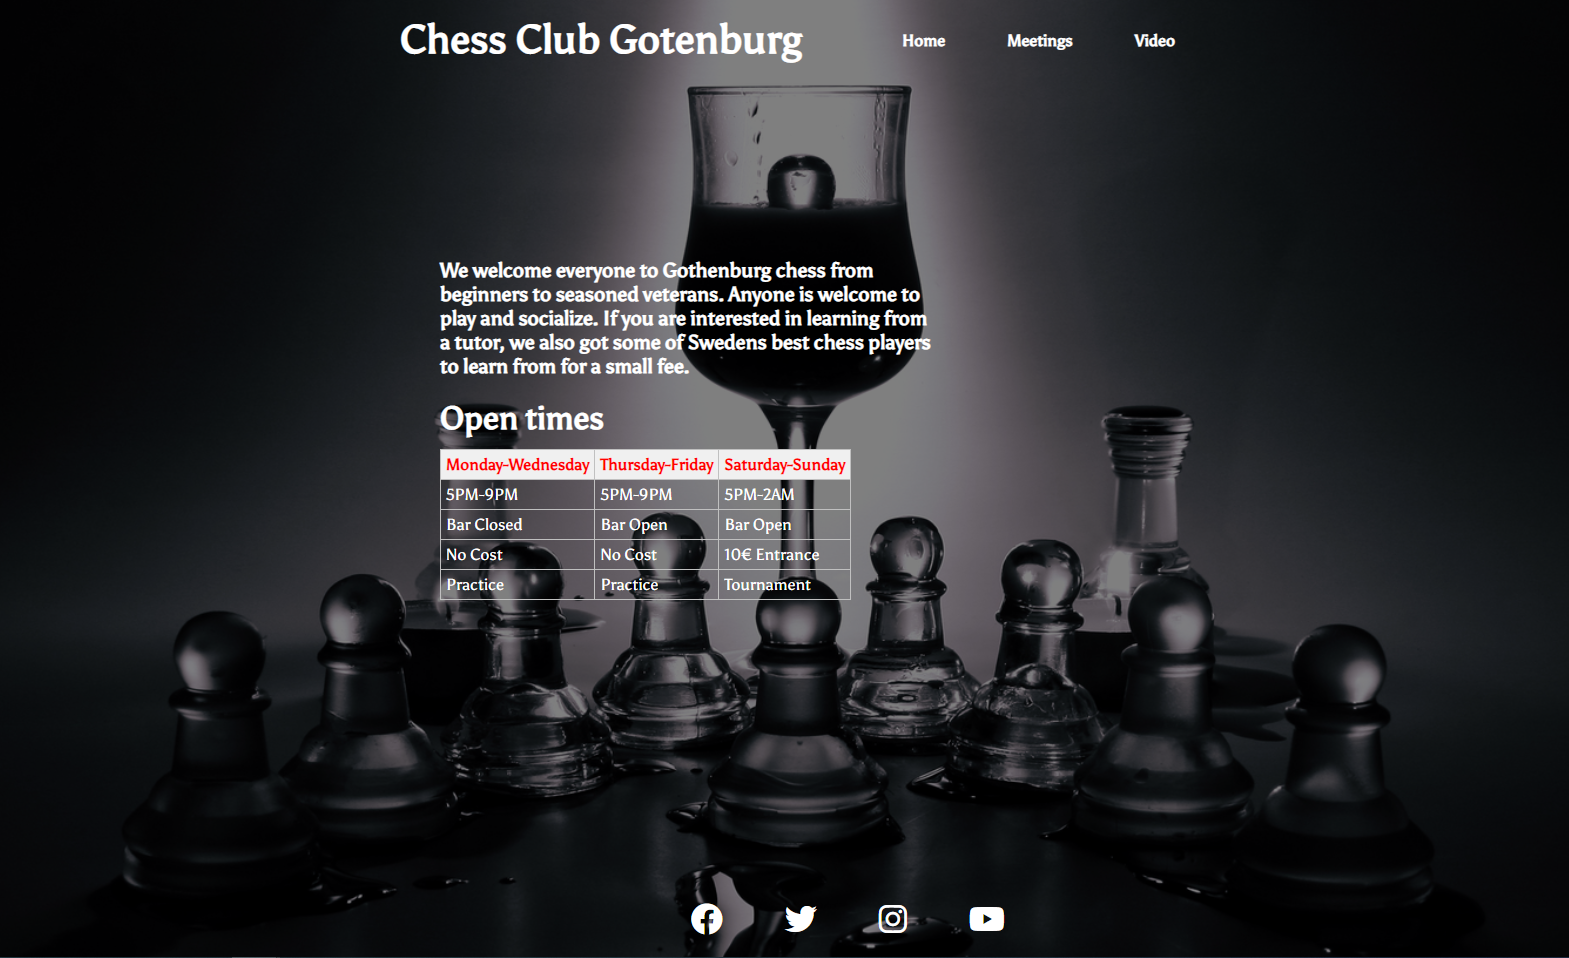 Chess Club Gotenburg
Home Meetings Video
We welcome everyone to Gothenburg chess from
beginners to seasoned veterans. Anyone is welcome to
play and socialize. If you are interested in learning from
a tutor, we also got some of Swedens best chess players
to learn from for a small fee.
Open times
Monday-Wednesday Thursday-Friday Saturday-Sunday
5PM-9PM 5PM-9PM 5PM-2AM
Bar Closed Bar Open Bar Open
No Cost No Cost 10€ Entrance
Practice Practice Tournament